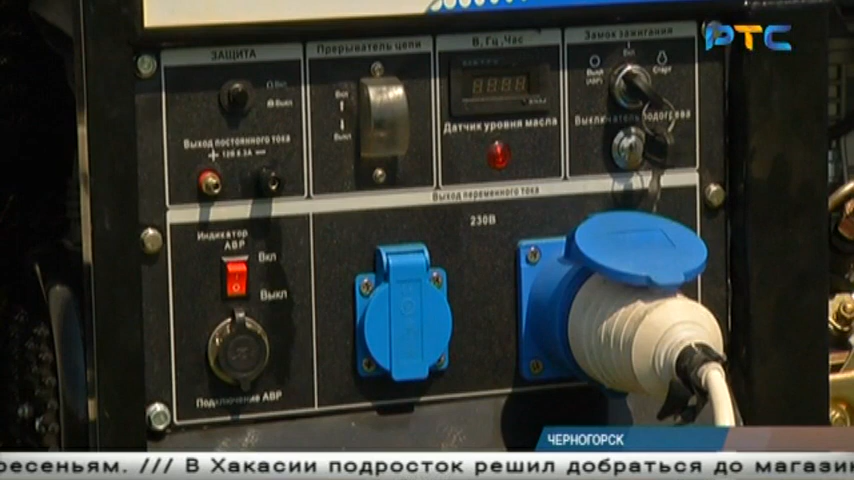 РТС
ЗАЩИТА
Вкл
Выкл
Выход постоянного тока
+ 12В 8.3А −
Прерыватель цепи
Вкл
Выкл
В, Гц, Час
Датчик уровня масла
Замок зажигания
Выкл (АВР)
Вкл
Старт
Выключатель подогрева
Выход переменного тока
230В
Индикатор АВР
Вкл
Выкл
Подключение АВР
ЧЕРНОГОРСК
ресеньям. /// В Хакасии подросток решил добраться до магазин